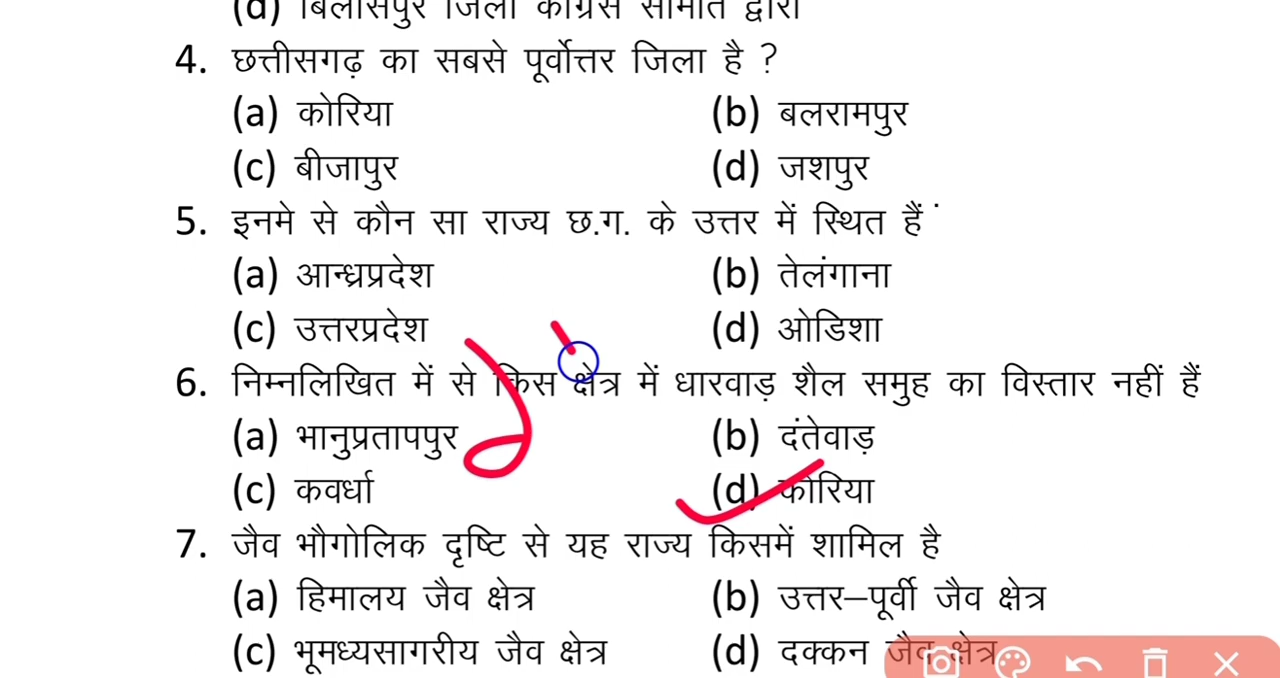 (d) बिलासपुर जिला कांग्रेस समिति द्वारा
4. छत्तीसगढ़ का सबसे पूर्वोत्तर जिला है ?
(a) कोरिया (b) बलरामपुर
(c) बीजापुर (d) जशपुर
5. इनमे से कौन सा राज्य छ.ग. के उत्तर में स्थित हैं
(a) आन्ध्रप्रदेश (b) तेलंगाना
(c) उत्तरप्रदेश (d) ओडिशा
6. निम्नलिखित में से किस क्षेत्र में धारवाड़ शैल समुह का विस्तार नहीं हैं
(a) भानुप्रतापपुर (b) दंतेवाड़
(c) कवर्धा (d) कोरिया
7. जैव भौगोलिक दृष्टि से यह राज्य किसमें शामिल है
(a) हिमालय जैव क्षेत्र (b) उत्तर–पूर्वी जैव क्षेत्र
(c) भूमध्यसागरीय जैव क्षेत्र (d) दक्कन जैव क्षेत्र